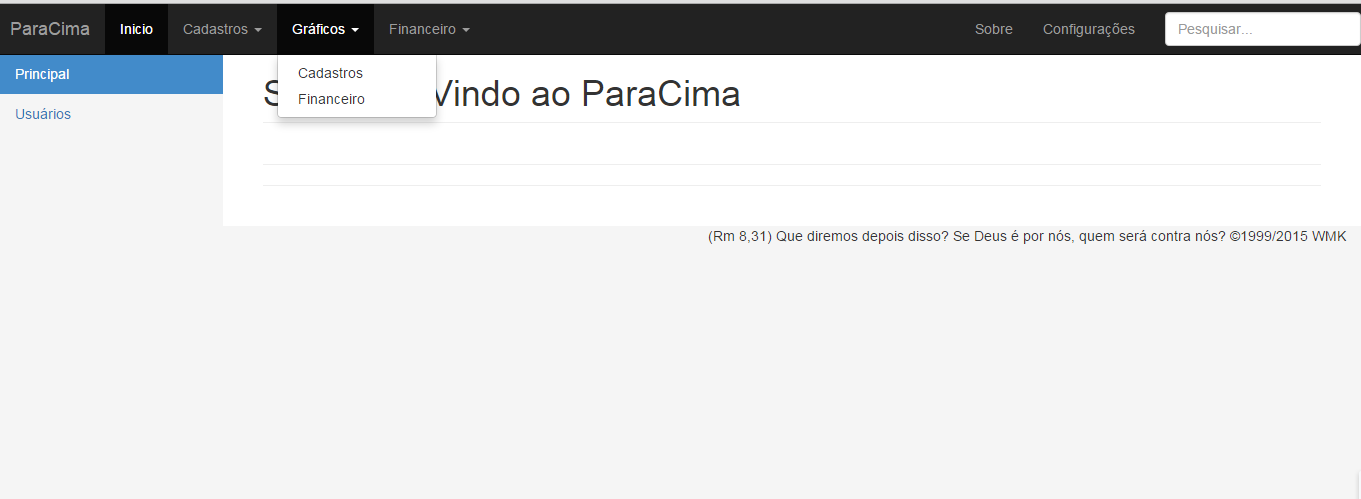 ParaCima Inicio Cadastros Gráficos Financeiro Sobre Configurações Pesquisar...
Principal
Usuários
Cadastros
Financeiro
Vindo ao ParaCima
(Rm 8,31) Que diremos depois disso? Se Deus é por nós, quem será contra nós? ©1999/2015 WMK